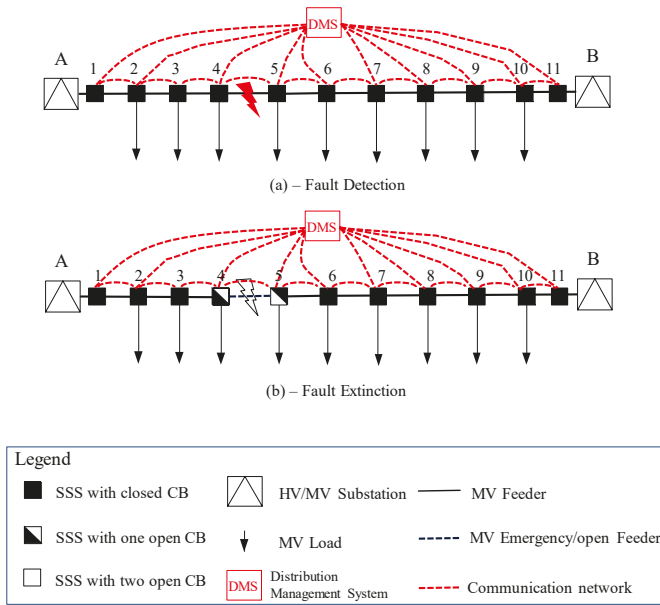 DMS
A
B
1 2 3 4 5 6 7 8 9 10 11
(a) – Fault Detection
DMS
A
B
1 2 3 4 5 6 7 8 9 10 11
(b) – Fault Extinction
Legend
SSS with closed CB
HV/MV Substation
MV Feeder
SSS with one open CB
MV Load
MV Emergency/open Feeder
SSS with two open CB
DMS
Distribution
Management System
Communication network